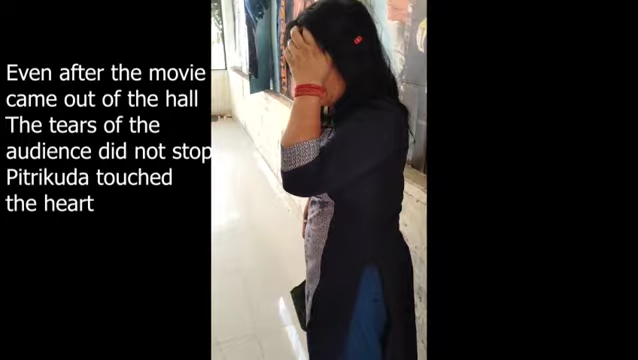 Even after the movie
came out of the hall
The tears of the
audience did not stop
Pitrikuda touched
the heart